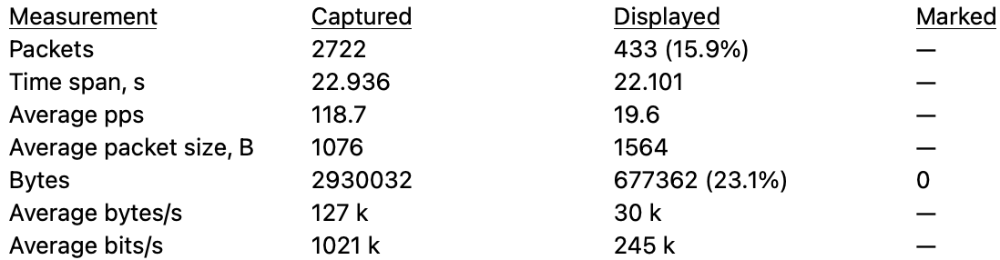 Measurement Captured Displayed Marked
Packets 2722 433 (15.9%) —
Time span, s 22.936 22.101 —
Average pps 118.7 19.6 —
Average packet size, B 1076 1564 —
Bytes 2930032 677362 (23.1%) 0
Average bytes/s 127 k 30 k —
Average bits/s 1021 k 245 k —